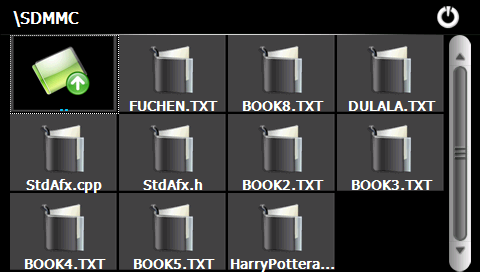 \SDMMC
..
FUCHEN.TXT
BOOK8.TXT
DULALA.TXT
StdAfx.cpp
StdAfx.h
BOOK2.TXT
BOOK3.TXT
BOOK4.TXT
BOOK5.TXT
HarryPottera...